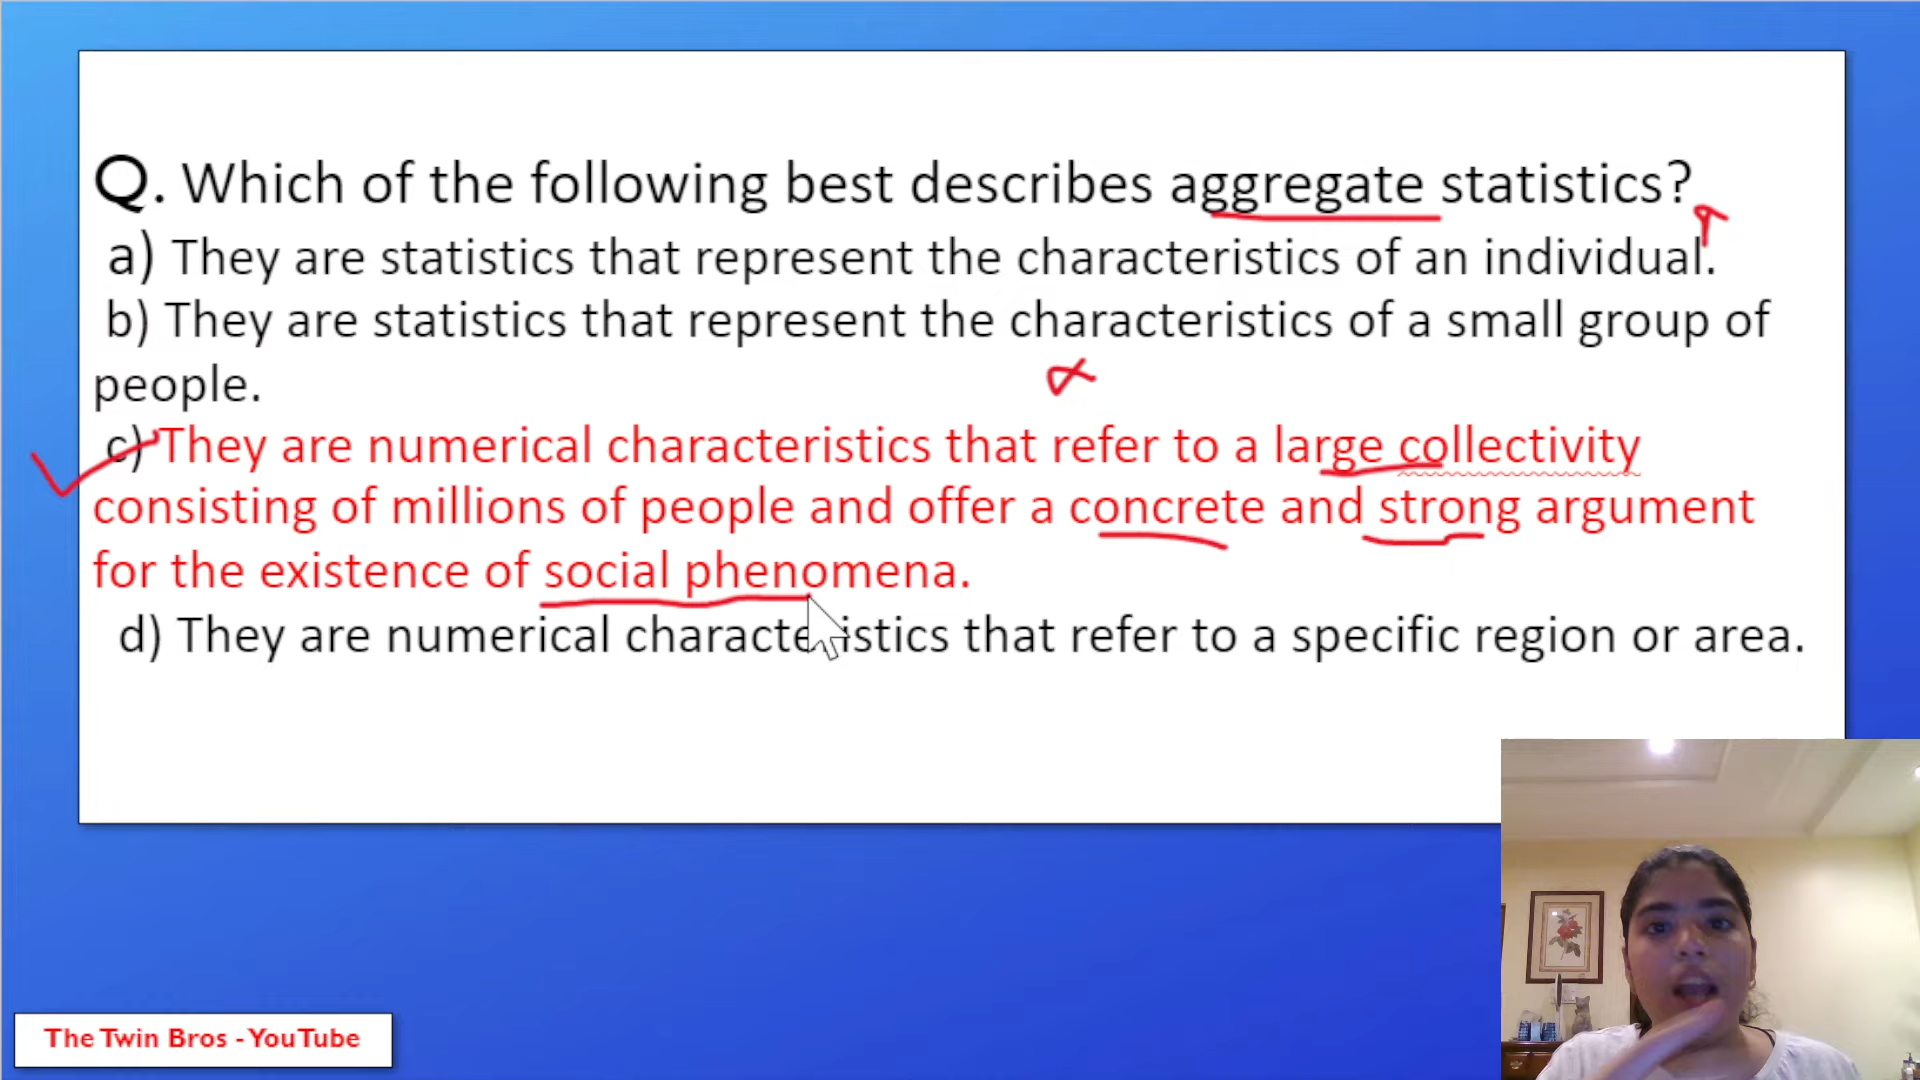 Q. Which of the following best describes aggregate statistics?
a) They are statistics that represent the characteristics of an individual.
b) They are statistics that represent the characteristics of a small group of
people.
c) They are numerical characteristics that refer to a large collectivity
consisting of millions of people and offer a concrete and strong argument
for the existence of social phenomena.
d) They are numerical characteristics that refer to a specific region or area.
The Twin Bros - YouTube